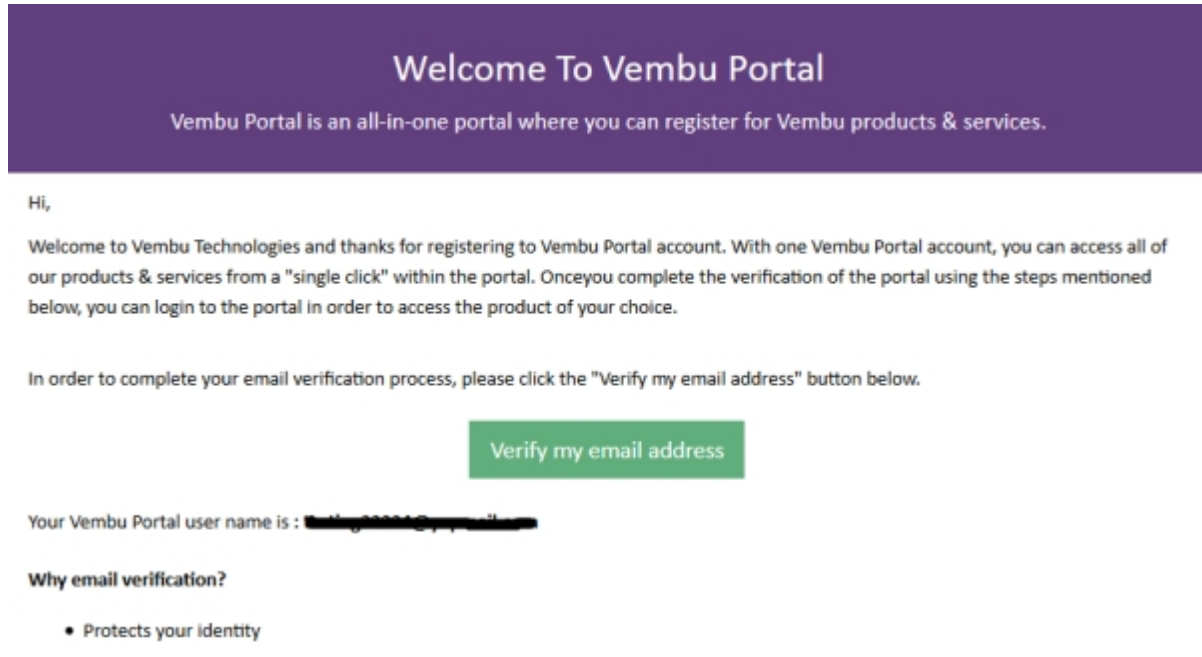 Welcome To Vembu Portal
Vembu Portal is an all-in-one portal where you can register for Vembu products & services.
Hi,
Welcome to Vembu Technologies and thanks for registering to Vembu Portal account. With one Vembu Portal account, you can access all of
our products & services from a "single click" within the portal. Onceyou complete the verification of the portal using the steps mentioned
below, you can login to the portal in order to access the product of your choice.
In order to complete your email verification process, please click the "Verify my email address" button below.
Verify my email address
Your Vembu Portal user name is :
Why email verification?
• Protects your identity